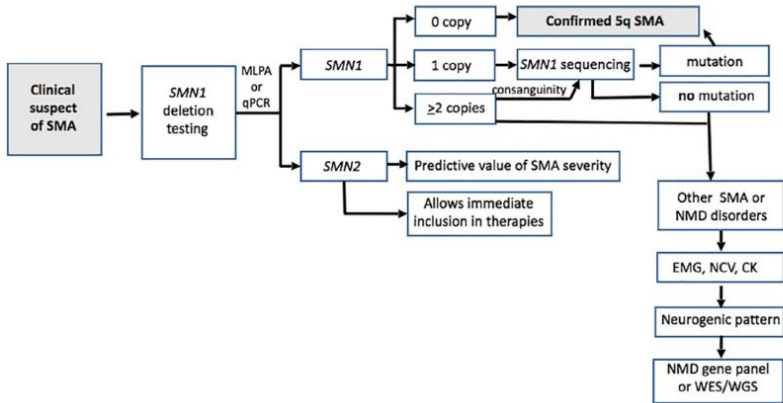 Clinical
suspect
of SMA
SMN1
deletion
testing
MLPA
or
qPCR
SMN1
0 copy
Confirmed 5q SMA
1 copy
SMN1 sequencing
mutation
≥2 copies
consanguinity
no mutation
SMN2
Predictive value of SMA severity
Allows immediate
inclusion in therapies
Other SMA or
NMD disorders
EMG, NCV, CK
Neurogenic pattern
NMD gene panel
or WES/WGS